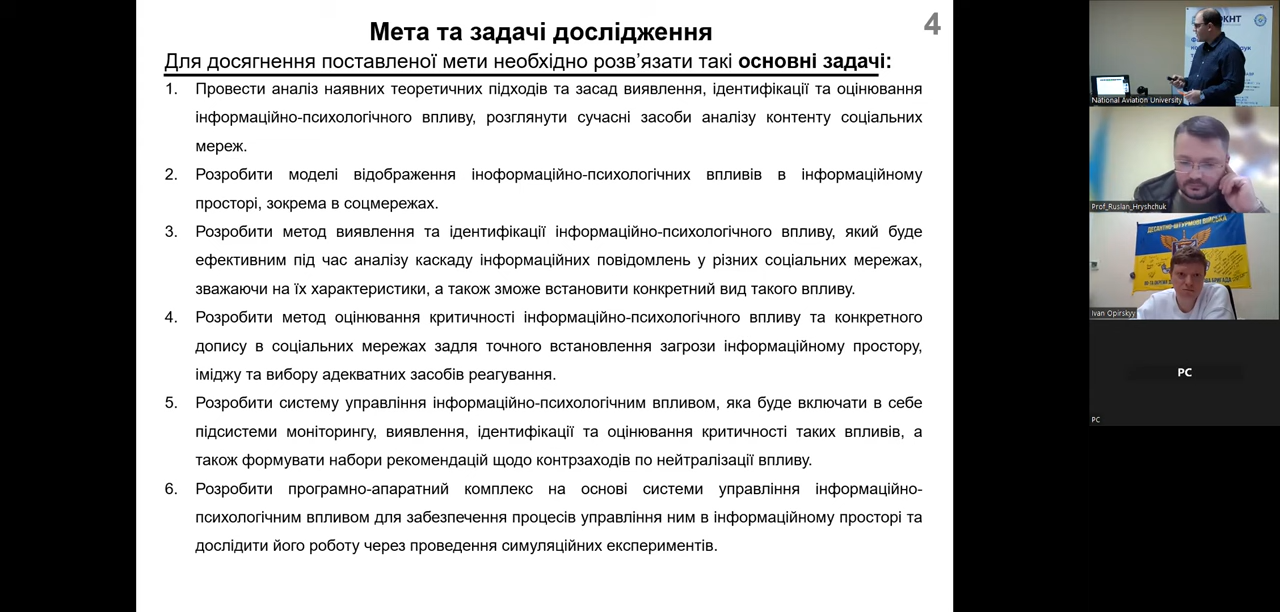 Мета та задачі дослідження
4
Для досягнення поставленої мети необхідно розв’язати такі основні задачі:
1. Провести аналіз наявних теоретичних підходів та засад виявлення, ідентифікації та оцінювання
інформаційно-психологічного впливу, розглянути сучасні засоби аналізу контенту соціальних
мереж.
2. Розробити моделі відображення іноформаційно-психологічних впливів в інформаційному
просторі, зокрема в соцмережах.
3. Розробити метод виявлення та ідентифікації інформаційно-психологічного впливу, який буде
ефективним під час аналізу каскаду інформаційних повідомлень у різних соціальних мережах,
зважаючи на їх характеристики, а також зможе встановити конкретний вид такого впливу.
4. Розробити метод оцінювання критичності інформаційно-психологічного впливу та конкретного
допису в соціальних мережах задля точного встановлення загрози інформаційному простору,
іміджу та вибору адекватних засобів реагування.
5. Розробити систему управління інформаційно-психологічним впливом, яка буде включати в себе
підсистеми моніторингу, виявлення, ідентифікації та оцінювання критичності таких впливів, а
також формувати набори рекомендацій щодо контрзаходів по нейтралізації впливу.
6. Розробити програмно-апаратний комплекс на основі системи управління інформаційно-
психологічним впливом для забезпечення процесів управління ним в інформаційному просторі та
дослідити його роботу через проведення симуляційних експериментів.
National Aviation University
Prof_Ruslan_Hryshchuk
ДЕСАНТНО-ШТУРМОВІ ВІЙСЬКА
Ivan Opirskyy
PC
PC